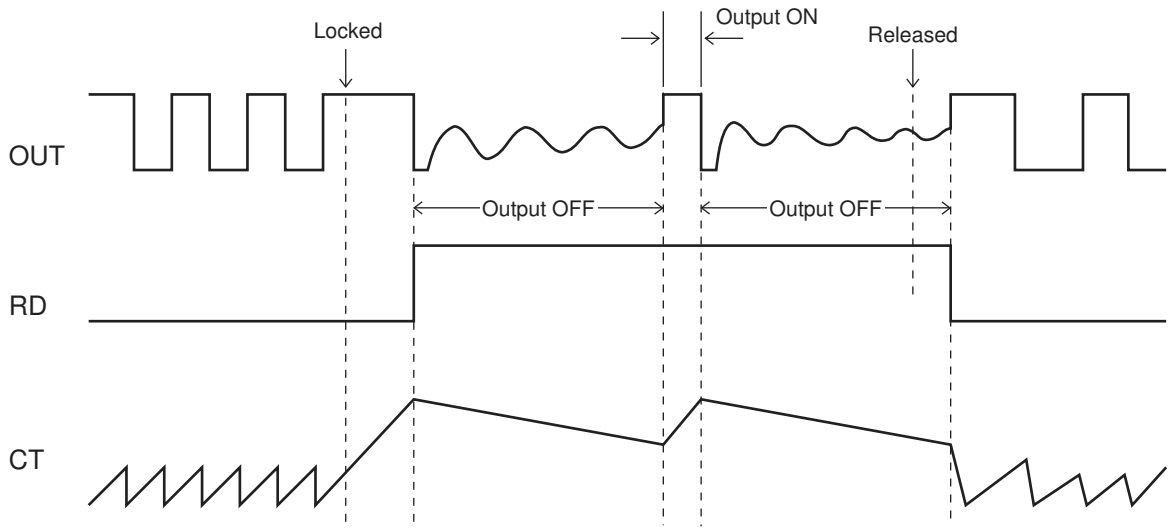 Output ON
Locked
Released
OUT
Output OFF
Output OFF
RD
CT